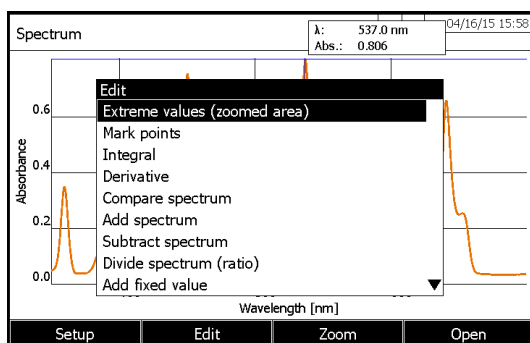 Spectrum
λ: 537.0 nm
Abs.: 0.806
04/16/15 15:58
Edit
Extreme values (zoomed area)
Mark points
Integral
Derivative
Compare spectrum
Add spectrum
Subtract spectrum
Divide spectrum (ratio)
Add fixed value
0.6
0.4
0.2
0.0
Absorbance
Wavelength [nm]
Setup Edit Zoom Open